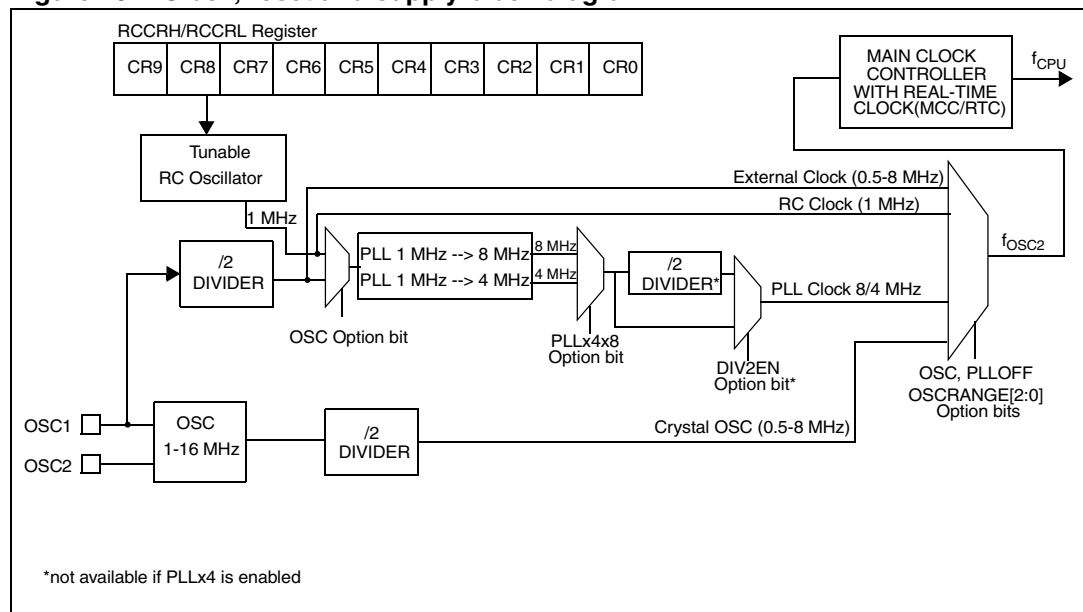 RCCRH/RCCRL Register
CR9 CR8 CR7 CR6 CR5 CR4 CR3 CR2 CR1 CR0
MAIN CLOCK
CONTROLLER
WITH REAL-TIME
CLOCK(MCC/RTC)
fCPU
Tunable
RC Oscillator
1 MHz
External Clock (0.5-8 MHz)
RC Clock (1 MHz)
/2
DIVIDER
PLL 1 MHz --> 8 MHz
PLL 1 MHz --> 4 MHz
8 MHz
4 MHz
/2
DIVIDER*
fOSC2
PLL Clock 8/4 MHz
OSC Option bit
PLLx4x8
Option bit
DIV2EN
Option bit*
OSC, PLLOFF
OSCRANGE[2:0]
Option bits
OSC1
OSC2
OSC
1-16 MHz
/2
DIVIDER
Crystal OSC (0.5-8 MHz)
*not available if PLLx4 is enabled